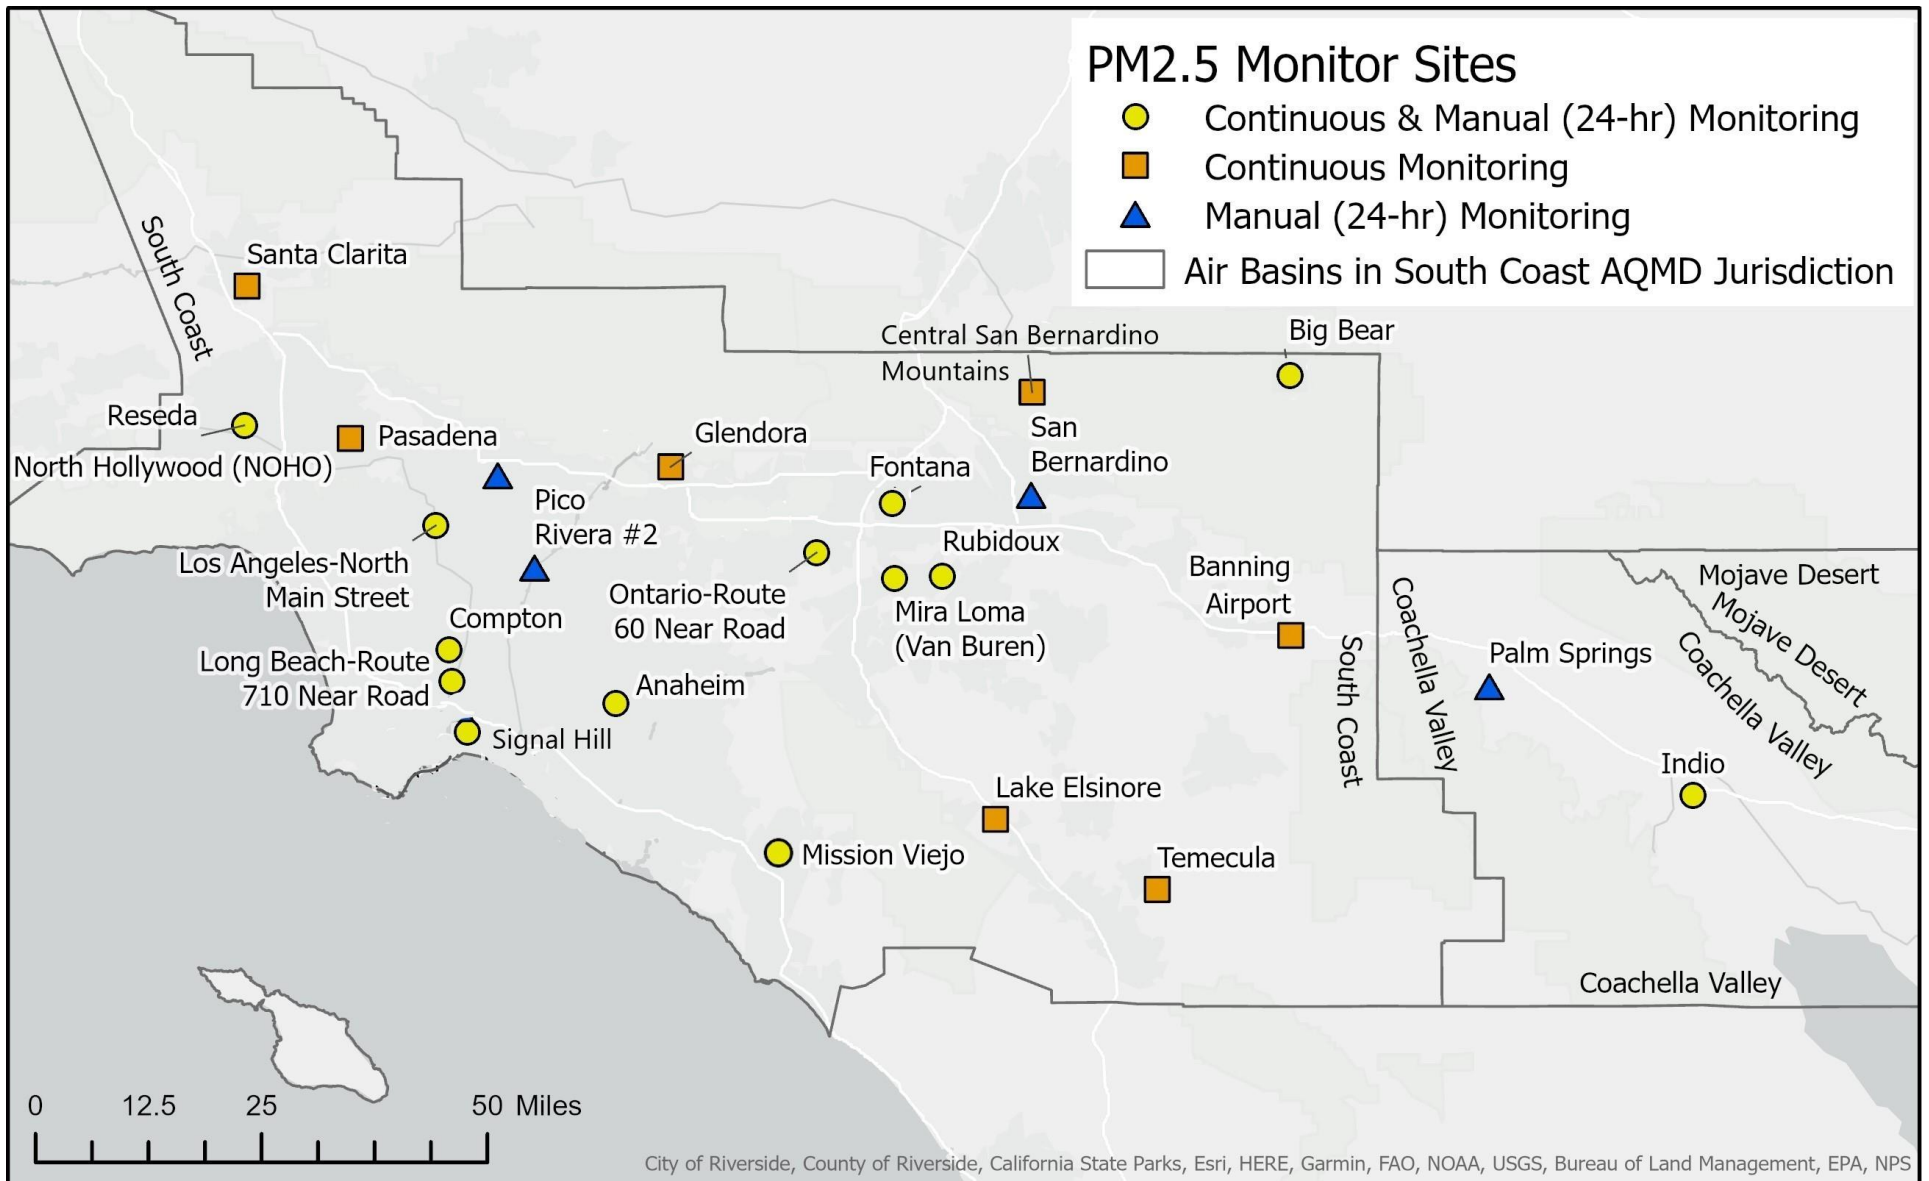 PM2.5 Monitor Sites
Continuous & Manual (24-hr) Monitoring
Continuous Monitoring
Manual (24-hr) Monitoring
Air Basins in South Coast AQMD Jurisdiction
South Coast
Santa Clarita
Central San Bernardino
Mountains
Big Bear
Reseda
Pasadena
North Hollywood (NOHO)
Glendora
San
Bernardino
Fontana
Pico
Rivera #2
Los Angeles-North
Main Street
Rubidoux
Ontario-Route
60 Near Road
Mira Loma
(Van Buren)
Banning
Airport
Compton
Long Beach-Route
710 Near Road
Anaheim
Signal Hill
South Coast
Coachella Valley
Mojave Desert
Mojave Desert
Coachella Valley
Palm Springs
Indio
Lake Elsinore
Mission Viejo
Temecula
Coachella Valley
0 12.5 25 50 Miles
City of Riverside, County of Riverside, California State Parks, Esri, HERE, Garmin, FAO, NOAA, USGS, Bureau of Land Management, EPA, NPS